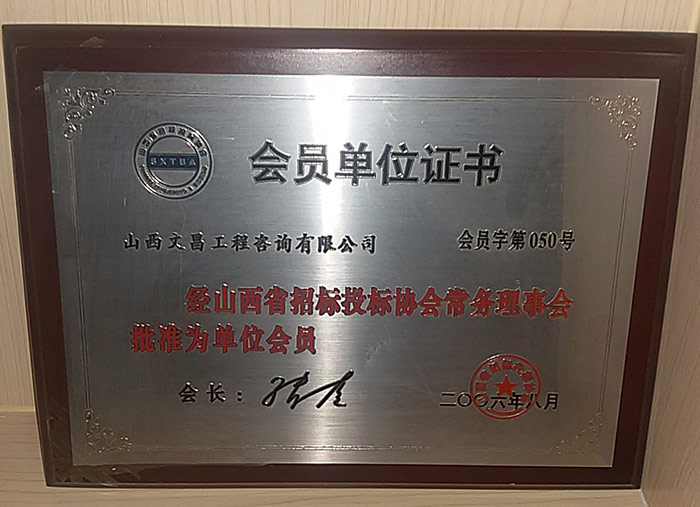 SXTBA
会员单位证书
山西文昌工程咨询有限公司 会员字第050号
经山西省招标投标协会常务理事会
批准为单位会员
会长：
二〇〇六年八月